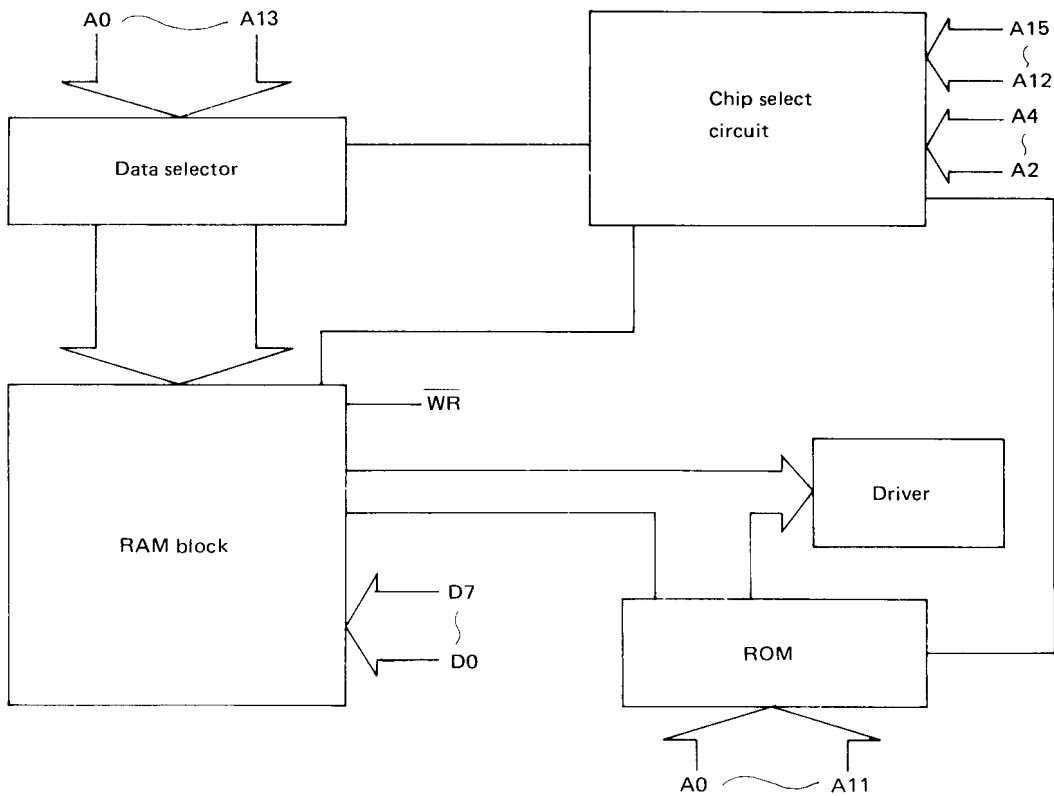 A0 A13
A15
A12
A4
A2
Chip select
circuit
Data selector
WR
Driver
RAM block
D7
D0
ROM
A0 A11